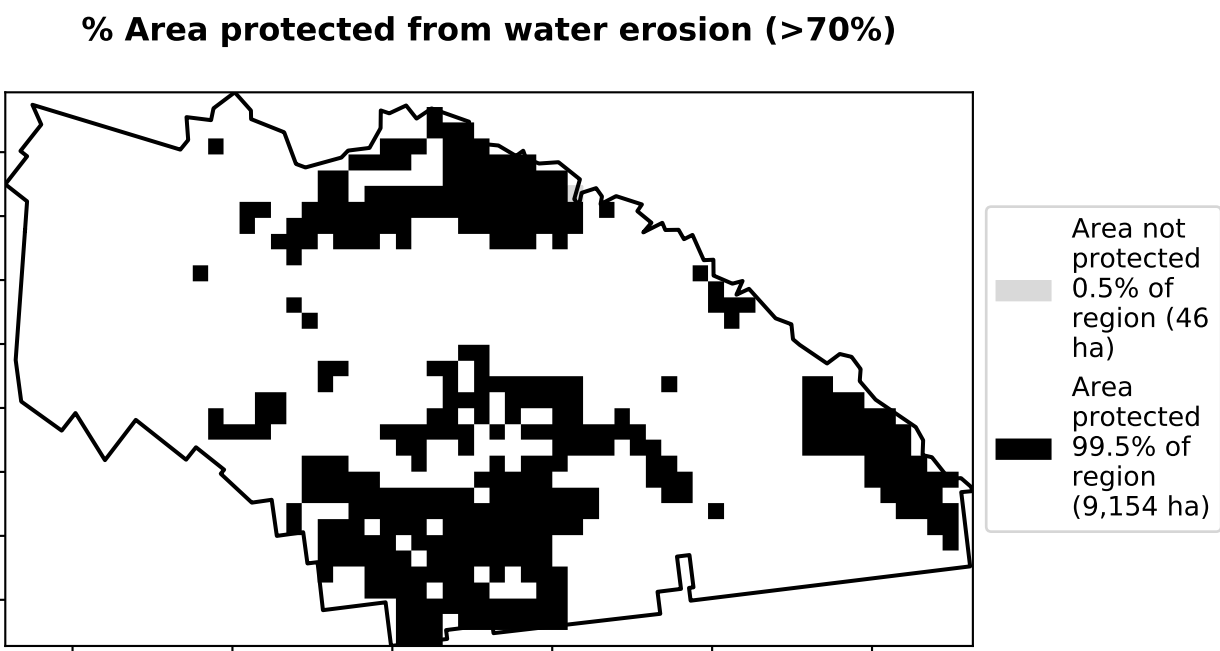 % Area protected from water erosion (>70%)
Area not
protected
0.5% of
region (46
ha)
Area
protected
99.5% of
region
(9,154 ha)